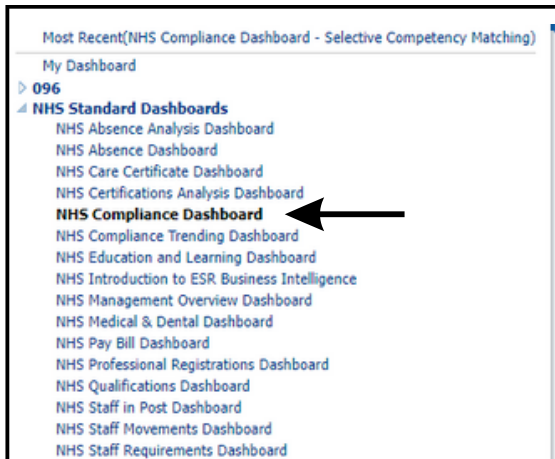 Most Recent(NHS Compliance Dashboard - Selective Competency Matching)
My Dashboard
096
NHS Standard Dashboards
NHS Absence Analysis Dashboard
NHS Absence Dashboard
NHS Care Certificate Dashboard
NHS Certifications Analysis Dashboard
NHS Compliance Dashboard
NHS Compliance Trending Dashboard
NHS Education and Learning Dashboard
NHS Introduction to ESR Business Intelligence
NHS Management Overview Dashboard
NHS Medical & Dental Dashboard
NHS Pay Bill Dashboard
NHS Professional Registrations Dashboard
NHS Qualifications Dashboard
NHS Staff in Post Dashboard
NHS Staff Movements Dashboard
NHS Staff Requirements Dashboard